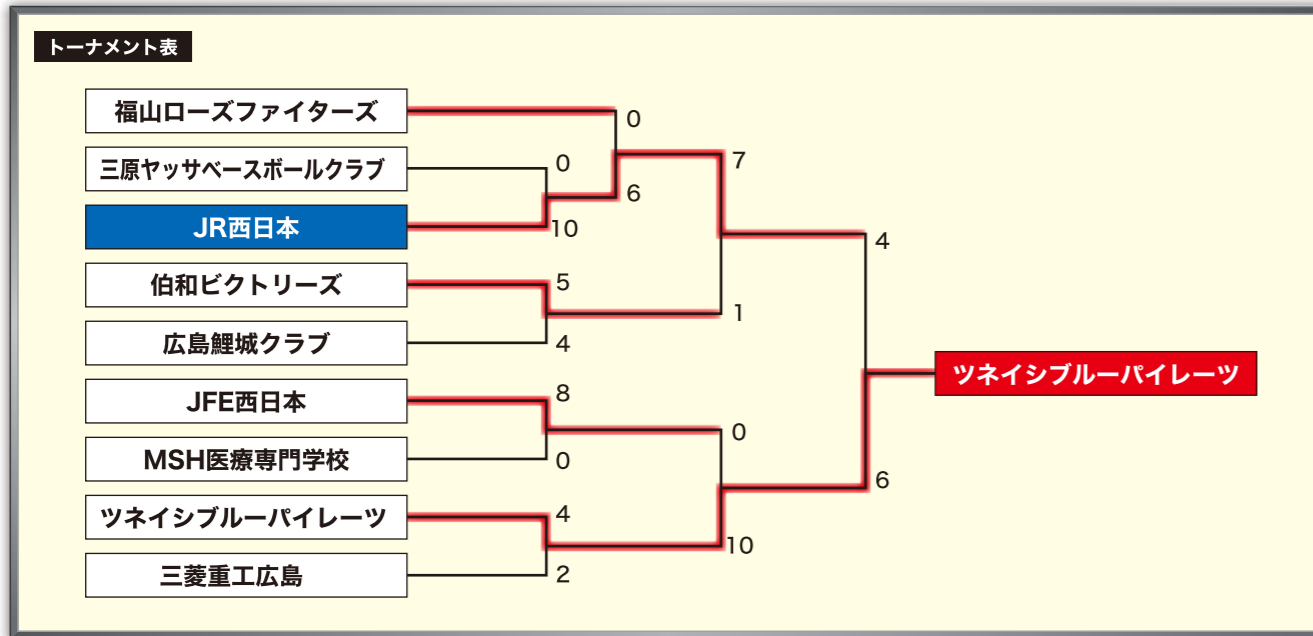 トーナメント表
福山ローズファイターズ
0
三原ヤッサベースボールクラブ
0
7
6
JR西日本
10
4
伯和ビクトリーズ
5
1
広島鯉城クラブ
4
ツネイシブルーパイレーツ
JFE西日本
8
0
MSH医療専門学校
0
6
ツネイシブルーパイレーツ
4
10
三菱重工広島
2